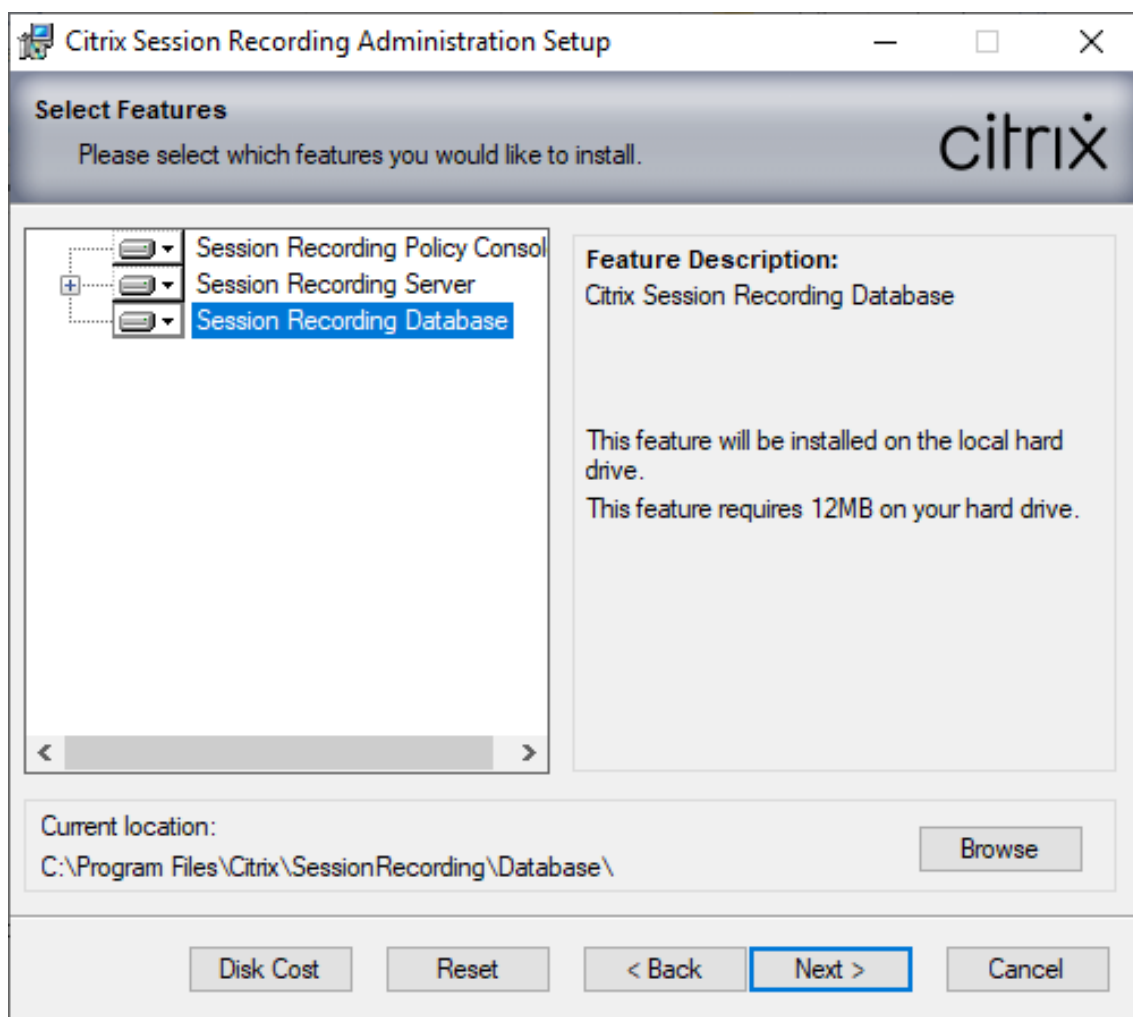 Citrix Session Recording Administration Setup
Select Features
Please select which features you would like to install.
citrix
Session Recording Policy Consol
Session Recording Server
Session Recording Database
Feature Description:
Citrix Session Recording Database
This feature will be installed on the local hard
drive.
This feature requires 12MB on your hard drive.
Current location:
C:\Program Files\Citrix\SessionRecording\Database\
Browse
Disk Cost
Reset
< Back
Next >
Cancel